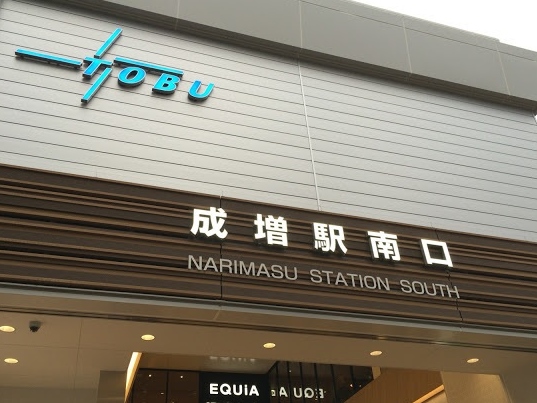 TOBU
成増駅南口
NARIMASU STATION SOUTH
EQUiA